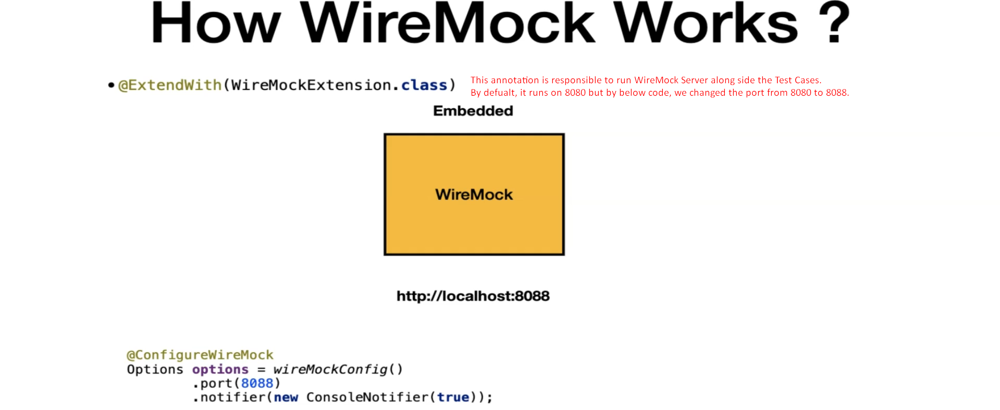 How WireMock Works ?
• @ExtendWith(WireMockExtension.class)
This annotation is responsible to run WireMock Server along side the Test Cases.
By defualt, it runs on 8080 but by below code, we changed the port from 8080 to 8088.
Embedded
WireMock
http://localhost:8088
@ConfigureWireMock
Options options = wireMockConfig()
.port(8088)
.notifier(new ConsoleNotifier(true));